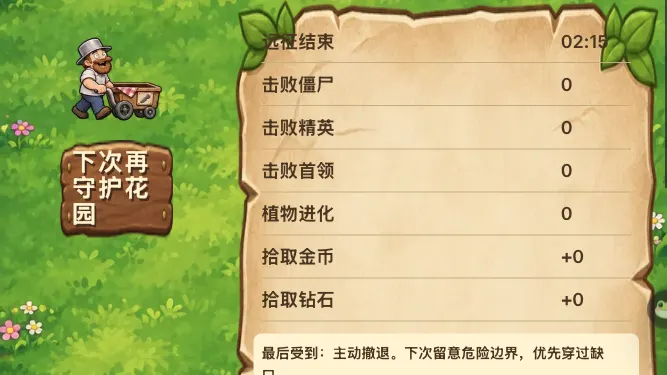 下次再
守护花
园
远征结束 02:15
击败僵尸 0
击败精英 0
击败首领 0
植物进化 0
拾取金币 +0
拾取钻石 +0
最后受到：主动撤退。下次留意危险边界，优先穿过缺